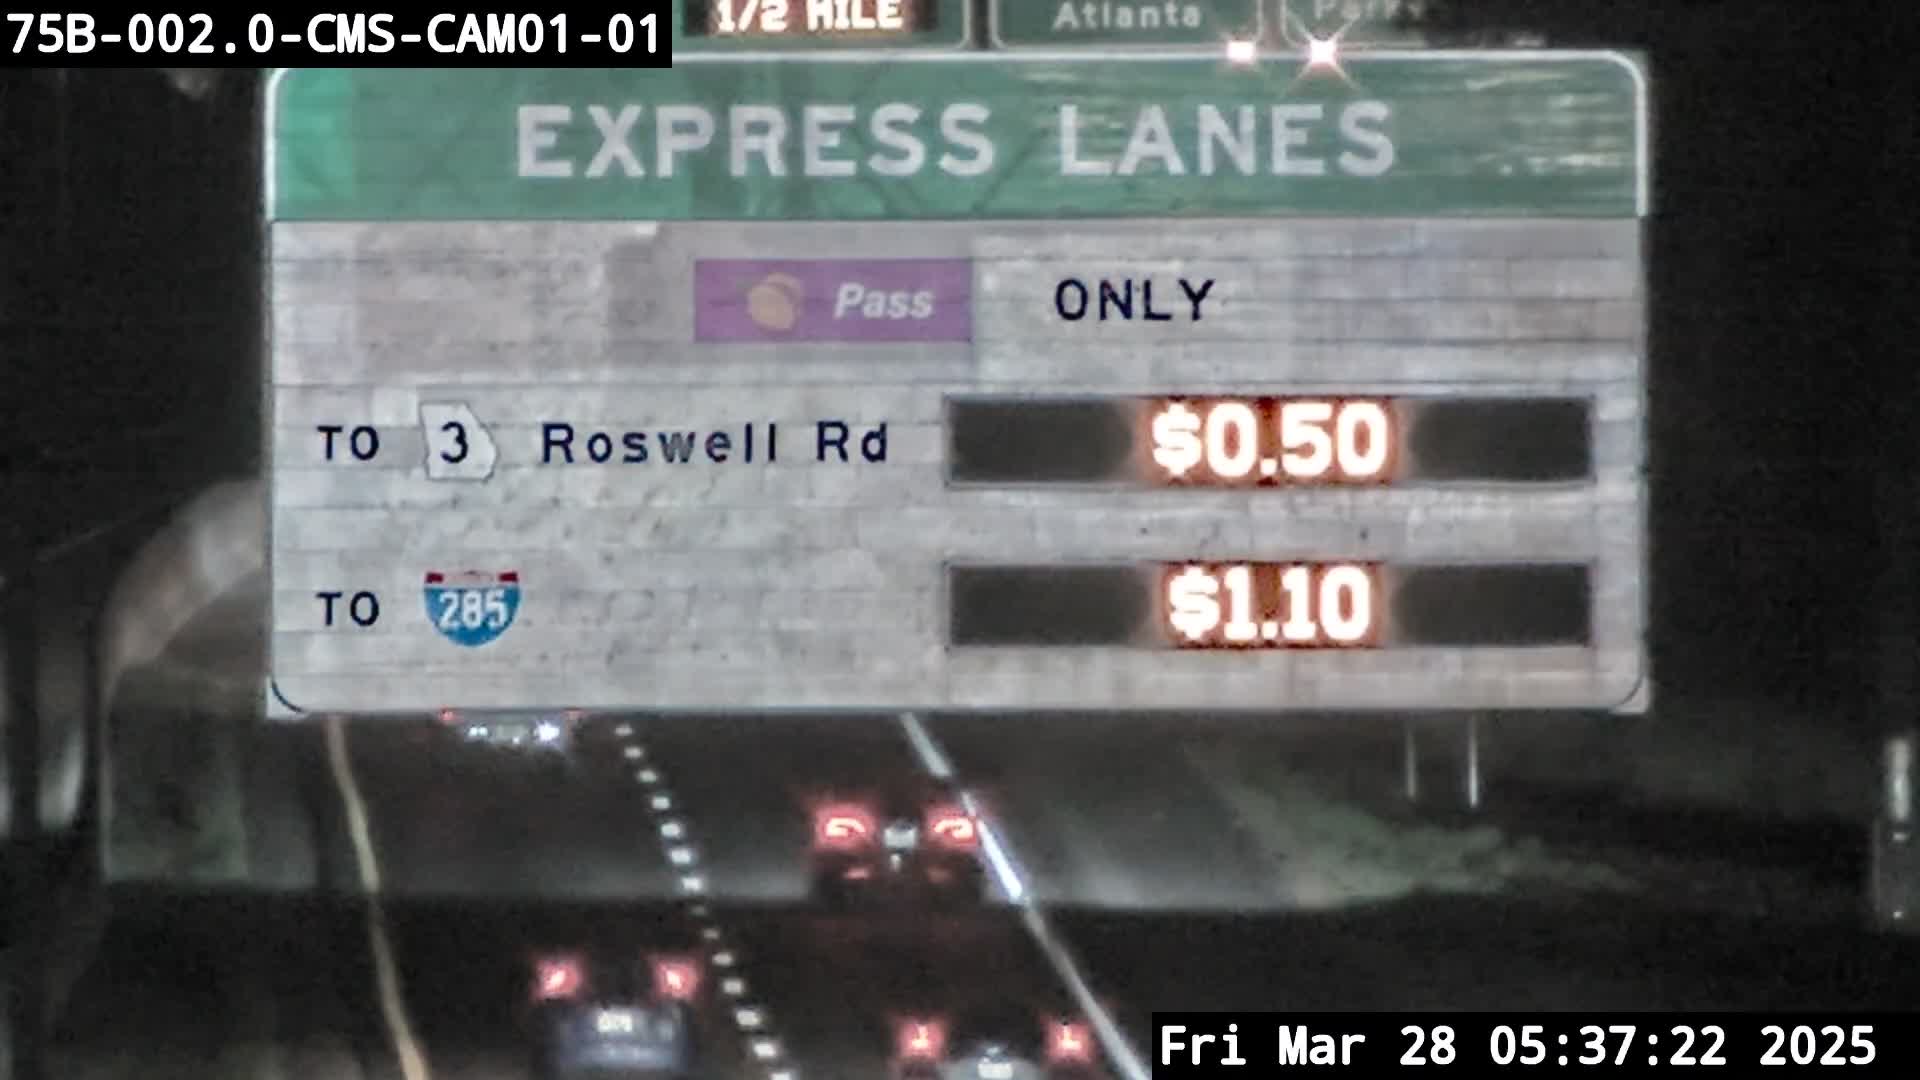 75B-002.0-CMS-CAM01-01
1/2 MILE
Atlanta
EXPRESS LANES
Pass ONLY
TO 3 Roswell Rd $0.50
TO 285 $1.10
Fri Mar 28 05:37:22 2025